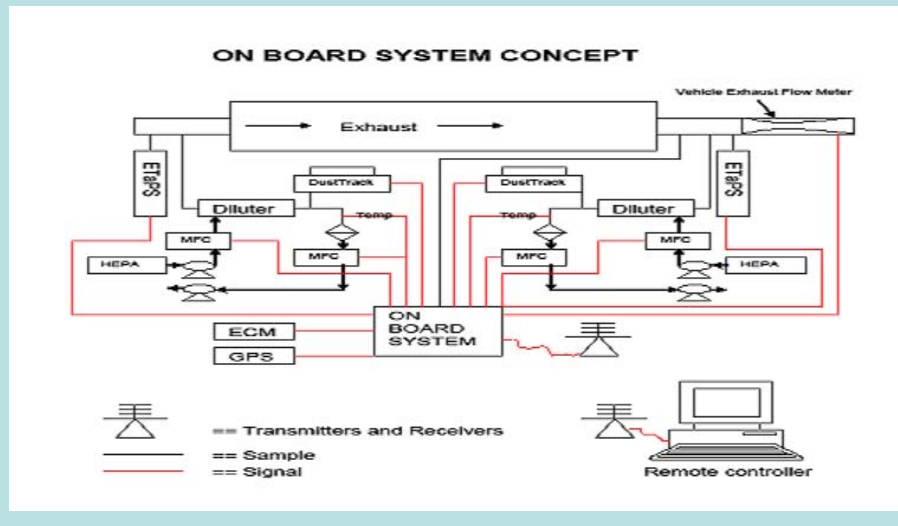 ON BOARD SYSTEM CONCEPT
Vehicle Exhaust Flow Meter
Exhaust
ETaPS
DustTrack
DustTrack
ETaPS
Diluter
Temp
Temp
Diluter
MFC
MFC
MFC
MFC
HEPA
HEPA
ON
BOARD
SYSTEM
ECM
GPS
== Transmitters and Receivers
== Sample
== Signal
Remote controller